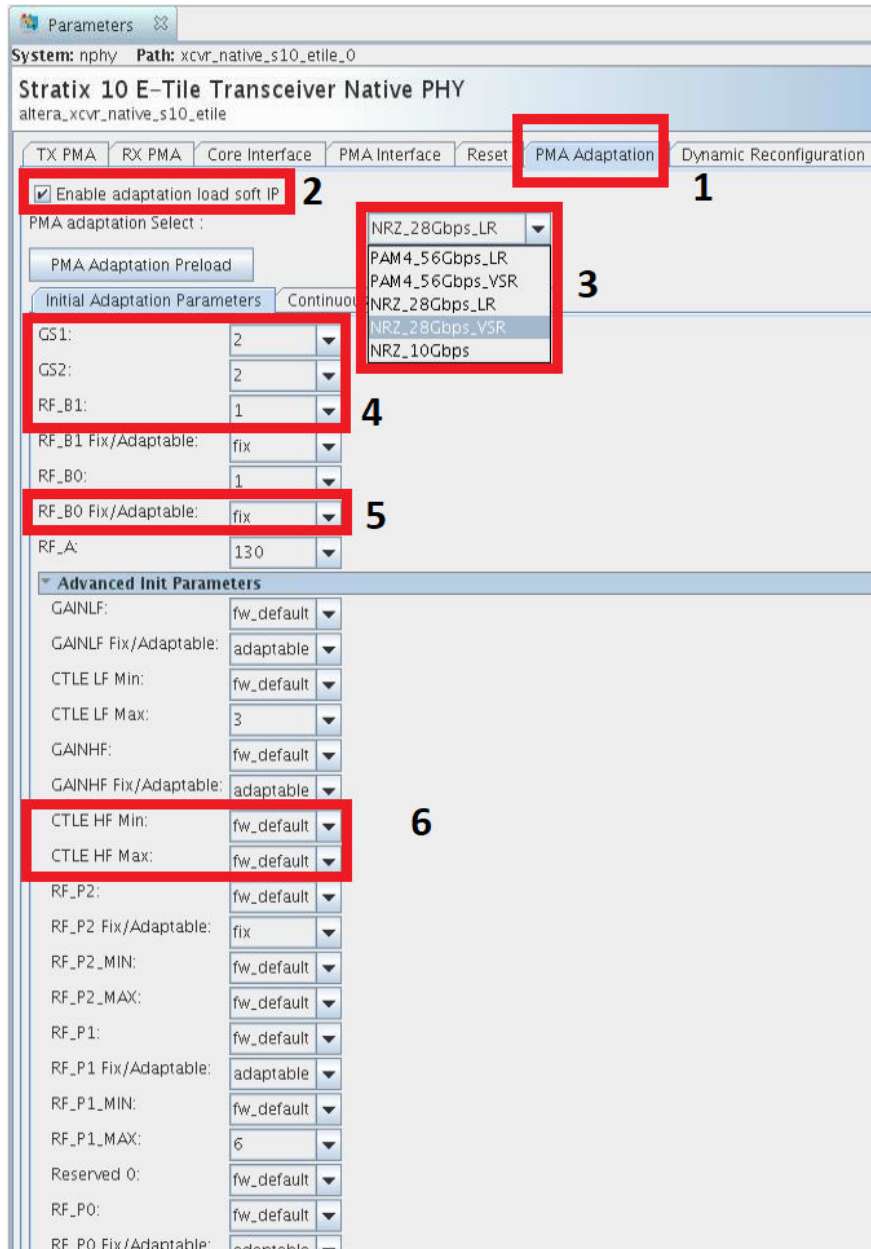 Parameters
System: nphy Path: xcvr_native_s10_etile_0
Stratix 10 E-Tile Transceiver Native PHY
altera_xcvr_native_s10_etile
TX PMA RX PMA Core Interface PMA Interface Reset PMA Adaptation Dynamic Reconfiguration
1
Enable adaptation load soft IP 2
PMA adaptation Select : NRZ_28Gbps_LR
PMA Adaptation Preload
PAM4_56Gbps_LR
PAM4_56Gbps_VSR
NRZ_28Gbps_LR
NRZ_28Gbps_VSR
NRZ_10Gbps
3
Initial Adaptation Parameters Continuou
GS1: 2
GS2: 2
RF_B1: 1
4
RF_B1 Fix/Adaptable: fix
RF_B0: 1
RF_B0 Fix/Adaptable: fix 5
RF_A: 130
Advanced Init Parameters
GAINLF: fw_default
GAINLF Fix/Adaptable: adaptable
CTLE LF Min: fw_default
CTLE LF Max: 3
GAINHF: fw_default
GAINHF Fix/Adaptable: adaptable
CTLE HF Min: fw_default 6
CTLE HF Max: fw_default
RF_P2: fw_default
RF_P2 Fix/Adaptable: fix
RF_P2_MIN: fw_default
RF_P2_MAX: fw_default
RF_P1: fw_default
RF_P1 Fix/Adaptable: adaptable
RF_P1_MIN: fw_default
RF_P1_MAX: 6
Reserved 0: fw_default
RF_P0: fw_default
RF_P0 Fix/Adaptable: adaptable